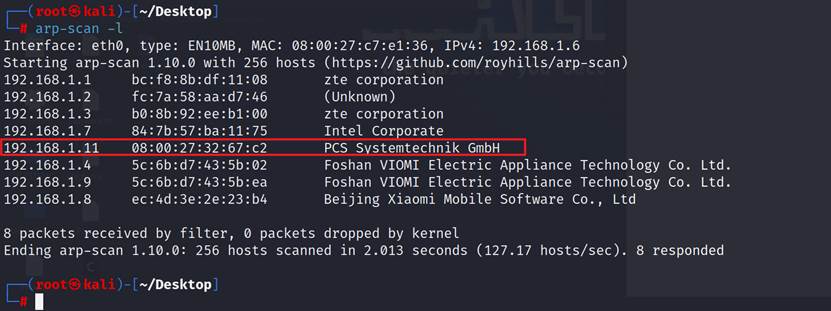 ┌──(root㉿kali)-[~/Desktop]
└─# arp-scan -l
Interface: eth0, type: EN10MB, MAC: 08:00:27:c7:e1:36, IPv4: 192.168.1.6
Starting arp-scan 1.10.0 with 256 hosts (https://github.com/royhills/arp-scan)
192.168.1.1 bc:f8:8b:df:11:08 zte corporation
192.168.1.2 fc:7a:58:aa:d7:46 (Unknown)
192.168.1.3 b0:8b:92:ee:b1:00 zte corporation
192.168.1.7 84:7b:57:ba:11:75 Intel Corporate
192.168.1.11 08:00:27:32:67:c2 PCS Systemtechnik GmbH
192.168.1.4 5c:6b:d7:43:5b:02 Foshan VIOMI Electric Appliance Technology Co. Ltd.
192.168.1.9 5c:6b:d7:43:5b:ea Foshan VIOMI Electric Appliance Technology Co. Ltd.
192.168.1.8 ec:4d:3e:2e:23:b4 Beijing Xiaomi Mobile Software Co., Ltd
8 packets received by filter, 0 packets dropped by kernel
Ending arp-scan 1.10.0: 256 hosts scanned in 2.013 seconds (127.17 hosts/sec). 8 responded
┌──(root㉿kali)-[~/Desktop]
└─#